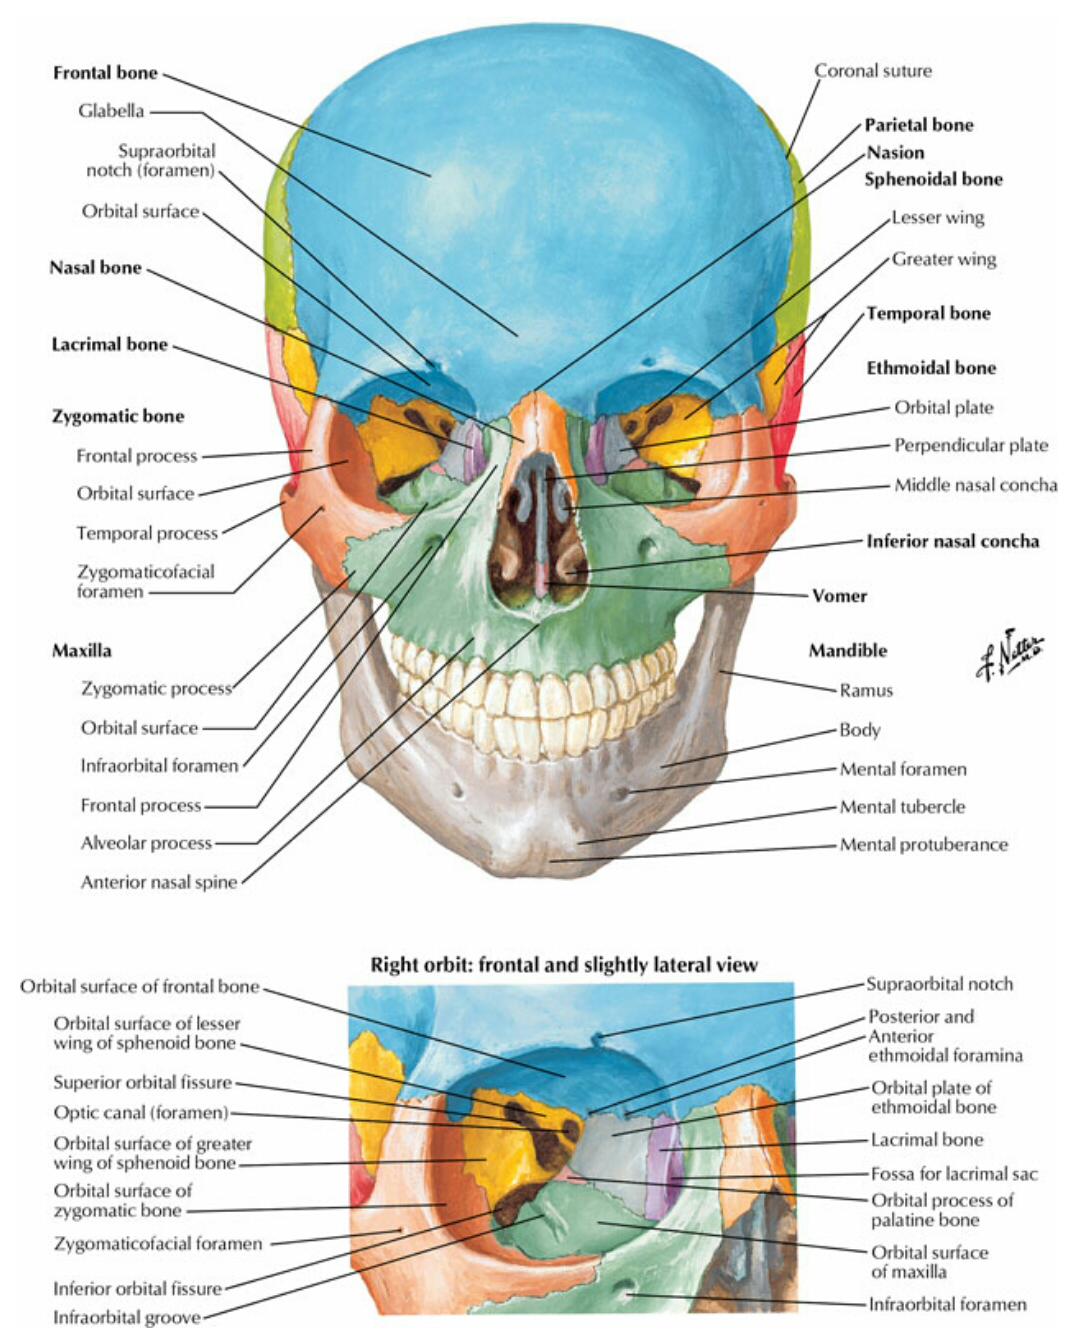 Frontal bone
Glabella
Supraorbital
notch (foramen)
Orbital surface
Nasal bone
Lacrimal bone
Zygomatic bone
Frontal process
Orbital surface
Temporal process
Zygomaticofacial
foramen
Maxilla
Zygomatic process
Orbital surface
Infraorbital foramen
Frontal process
Alveolar process
Anterior nasal spine
Coronal suture
Parietal bone
Nasion
Sphenoidal bone
Lesser wing
Greater wing
Temporal bone
Ethmoidal bone
Orbital plate
Perpendicular plate
Middle nasal concha
Inferior nasal concha
Vomer
Mandible
F. Netter
M.D.
Ramus
Body
Mental foramen
Mental tubercle
Mental protuberance
Right orbit: frontal and slightly lateral view
Orbital surface of frontal bone
Orbital surface of lesser
wing of sphenoid bone
Superior orbital fissure
Optic canal (foramen)
Orbital surface of greater
wing of sphenoid bone
Orbital surface of
zygomatic bone
Zygomaticofacial foramen
Inferior orbital fissure
Infraorbital groove
Supraorbital notch
Posterior and
Anterior
ethmoidal foramina
Orbital plate of
ethmoidal bone
Lacrimal bone
Fossa for lacrimal sac
Orbital process of
palatine bone
Orbital surface
of maxilla
Infraorbital foramen